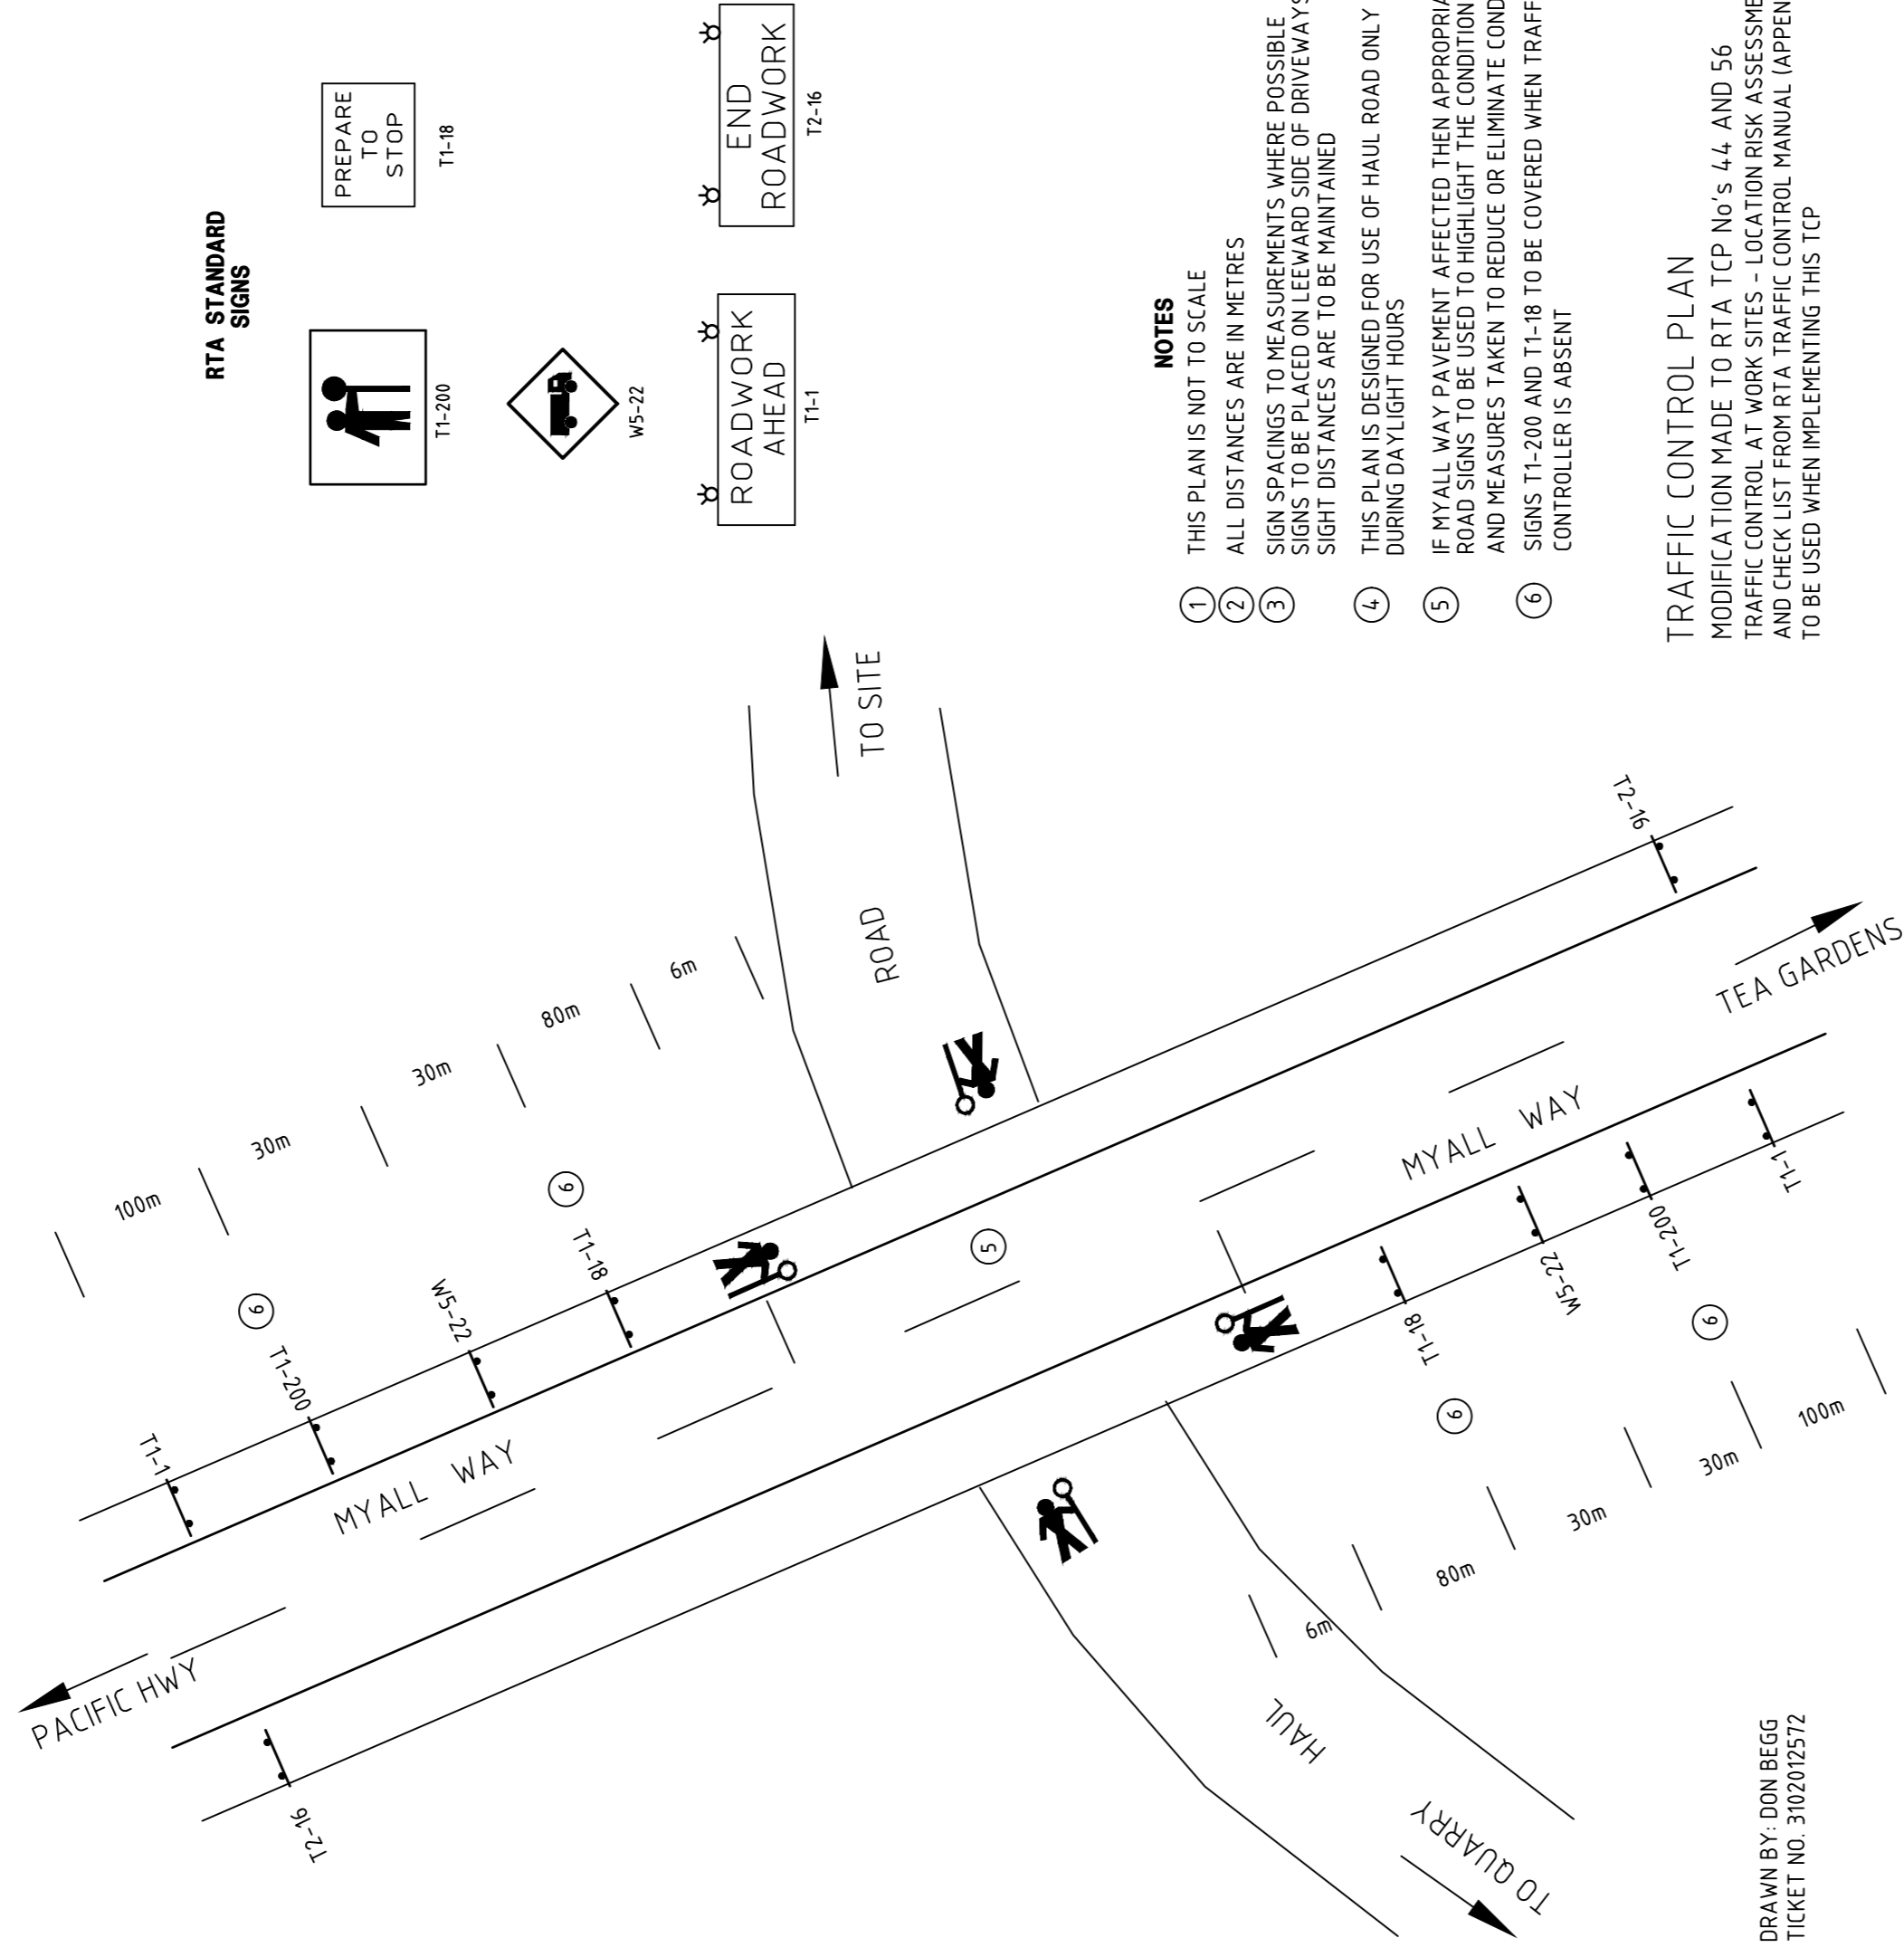 RTA STANDARD
SIGNS
T1-200
PREPARE
TO
STOP
T1-18
W5-22
ROADWORK
AHEAD
T1-1
END
ROADWORK
T2-16
NOTES
1 THIS PLAN IS NOT TO SCALE
2 ALL DISTANCES ARE IN METRES
3 SIGN SPACINGS TO MEASUREMENTS WHERE POSSIBLE
SIGNS TO BE PLACED ON LEEWARD SIDE OF DRIVEWAYS
SIGHT DISTANCES ARE TO BE MAINTAINED
4 THIS PLAN IS DESIGNED FOR USE OF HAUL ROAD ONLY
DURING DAYLIGHT HOURS
5 IF MYALL WAY PAVEMENT AFFECTED THEN APPROPRIA
ROAD SIGNS TO BE USED TO HIGHLIGHT THE CONDITION
AND MEASURES TAKEN TO REDUCE OR ELIMINATE COND
6 SIGNS T1-200 AND T1-18 TO BE COVERED WHEN TRAFF
CONTROLLER IS ABSENT
TRAFFIC CONTROL PLAN
MODIFICATION MADE TO RTA TCP No's 44 AND 56
TRAFFIC CONTROL AT WORK SITES - LOCATION RISK ASSESSME
AND CHECK LIST FROM RTA TRAFFIC CONTROL MANUAL (APPEN
TO BE USED WHEN IMPLEMENTING THIS TCP
PACIFIC HWY
T2-16
T1-1
T1-200
6
W5-22
T1-18
6
100m
30m
30m
80m
6m
MYALL WAY
ROAD
TO SITE
5
MYALL WAY
T2-16
TEA GARDENS
T1-18
W5-22
T1-200
T1-1
6
6
6m
80m
30m
30m
100m
HAUL
TO QUARRY
DRAWN BY: DON BEGG
TICKET NO. 3102012572